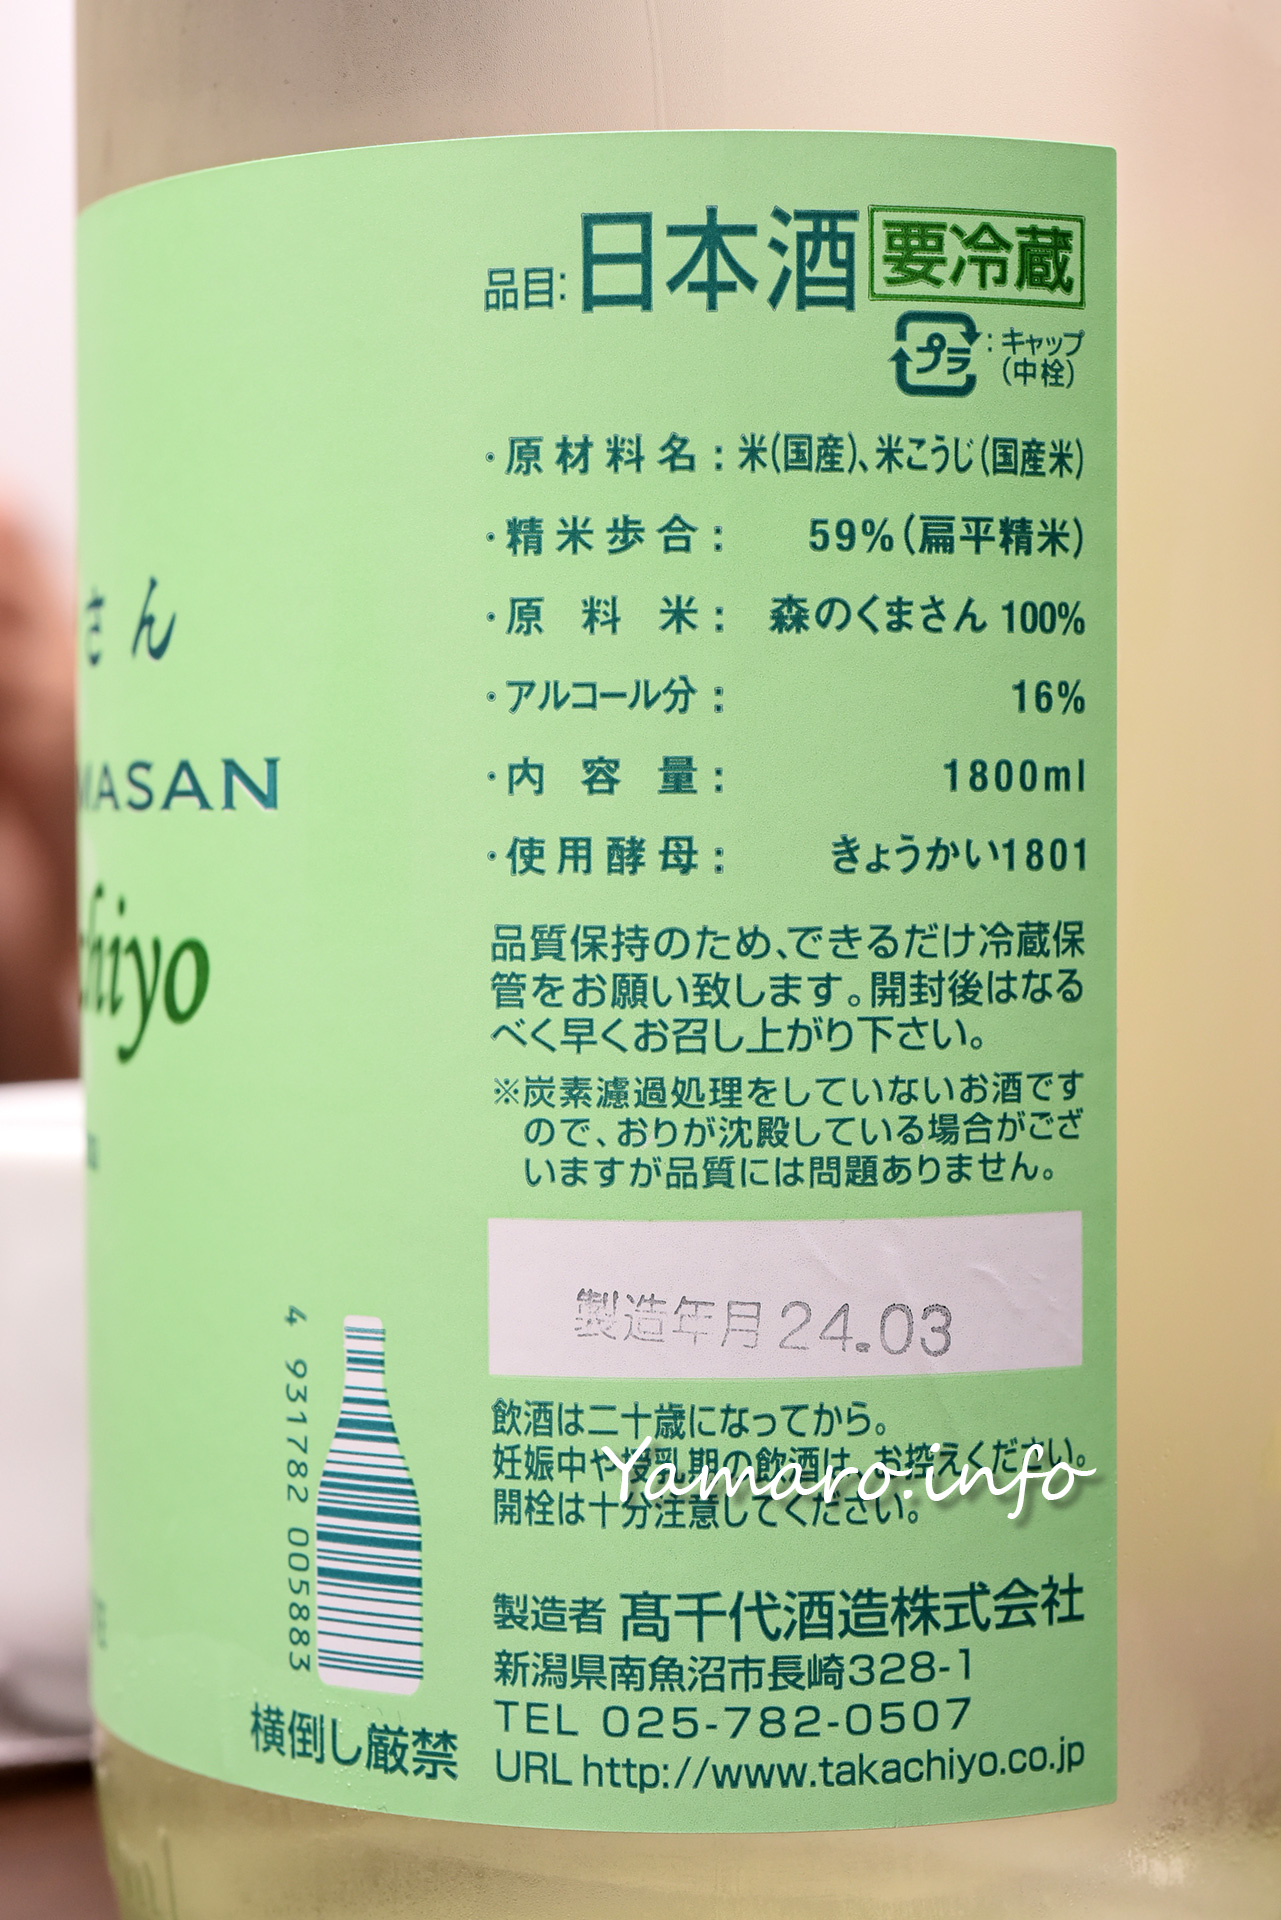 品目:日本酒 要冷蔵
プラ :キャップ
(中栓)
・原材料名:米(国産)、米こうじ(国産米)
・精米歩合:59%(扁平精米)
・原料米:森のくまさん 100%
・アルコール分:16%
・内容量:1800ml
・使用酵母:きょうかい1801
品質保持のため、できるだけ冷蔵保
管をお願い致します。開封後はなる
べく早くお召し上がり下さい。
※炭素濾過処理をしていないお酒です
ので、おりが沈殿している場合がござ
いますが品質には問題ありません。
製造年月 24.03
飲酒は二十歳になってから。
妊娠中や授乳期の飲酒は、お控えください。
開栓は十分注意してください。
Yamaro.info
製造者 髙千代酒造株式会社
新潟県南魚沼市長崎328-1
TEL 025-782-0507
URL http://www.takachiyo.co.jp
さん
MASAN
chiyo
4 931782 005883
横倒し厳禁